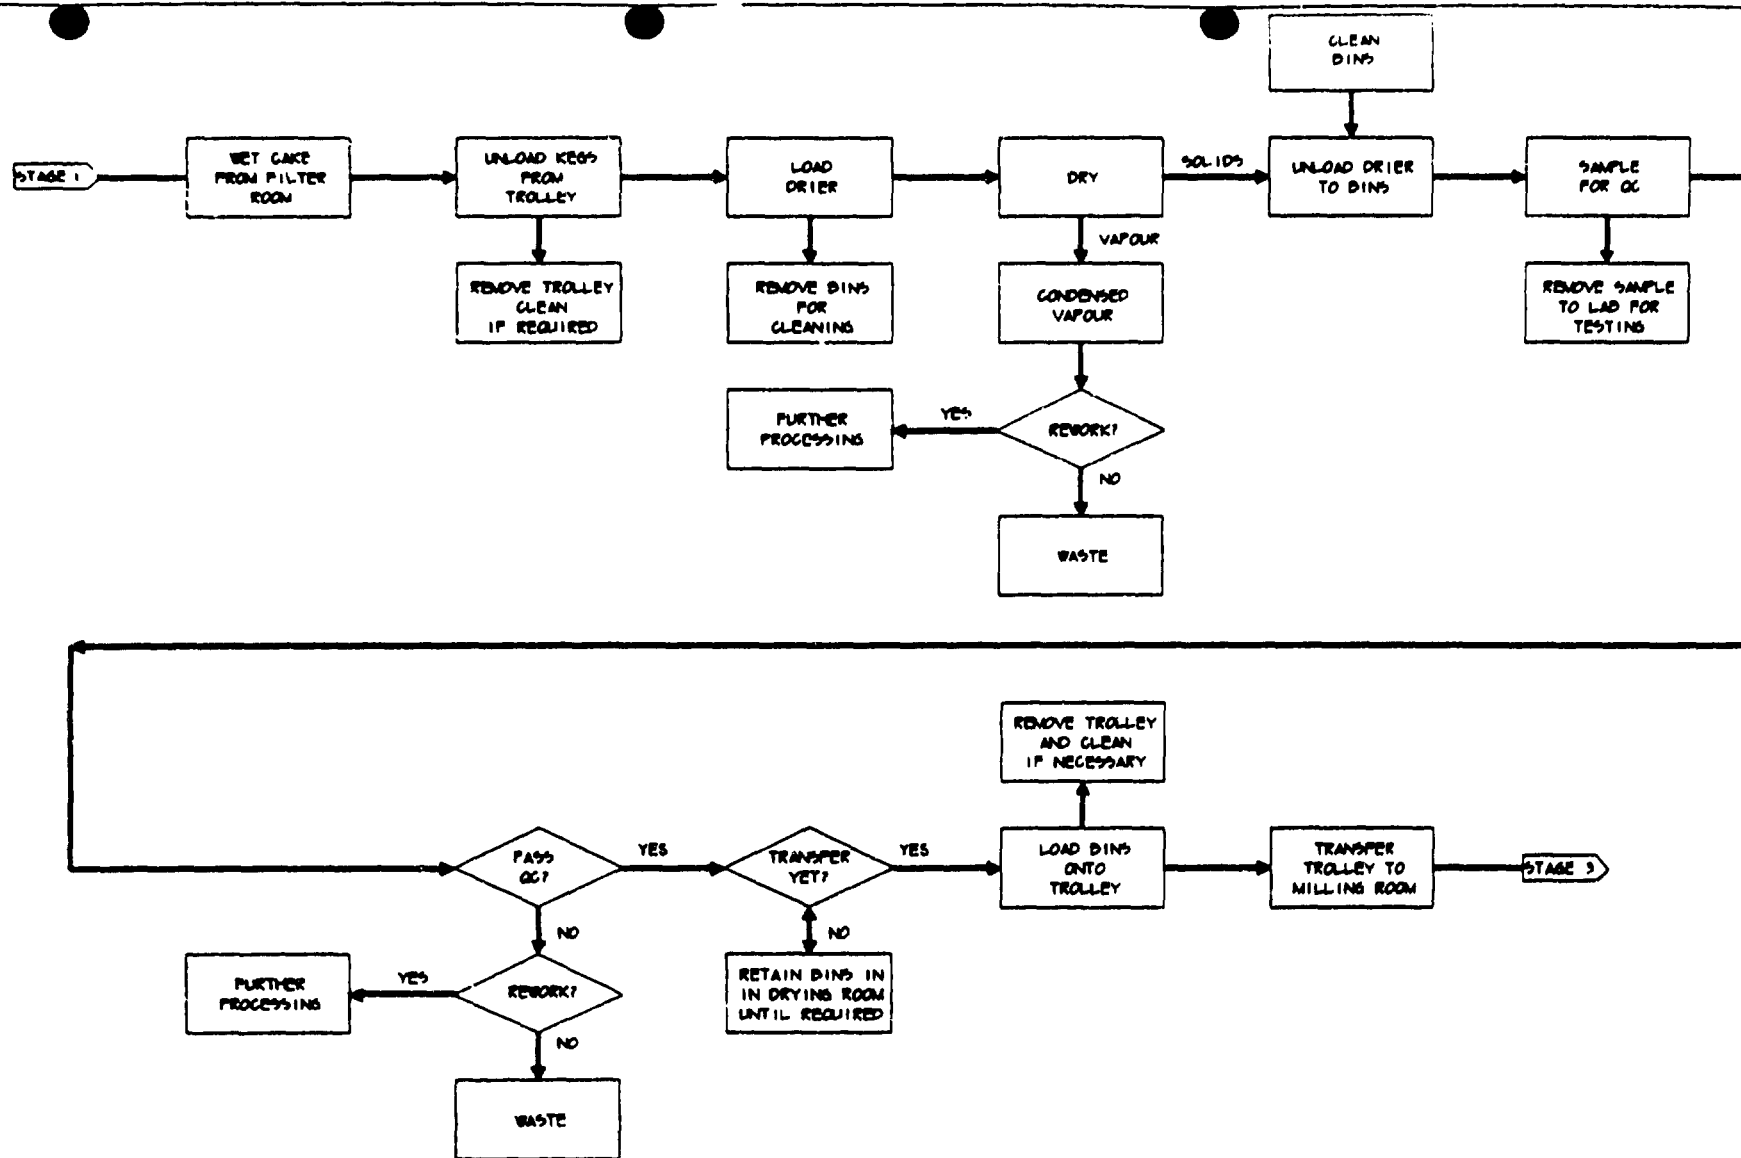 CLEAN
BINS
STAGE 1
WET CAKE
FROM FILTER
ROOM
UNLOAD KEGS
FROM
TROLLEY
LOAD
DRIER
DRY
SOLIDS
UNLOAD DRIER
TO BINS
SAMPLE
FOR QC
VAPOUR
REMOVE TROLLEY
CLEAN
IF REQUIRED
REMOVE BINS
FOR
CLEANING
CONDENSED
VAPOUR
REMOVE SAMPLE
TO LAB FOR
TESTING
FURTHER
PROCESSING
YES
REWORK?
NO
WASTE
REMOVE TROLLEY
AND CLEAN
IF NECESSARY
PASS
QC?
YES
TRANSFER
YET?
YES
LOAD BINS
ONTO
TROLLEY
TRANSFER
TROLLEY TO
MILLING ROOM
STAGE 3
NO
NO
FURTHER
PROCESSING
YES
REWORK?
RETAIN BINS IN
IN DRYING ROOM
UNTIL REQUIRED
NO
WASTE